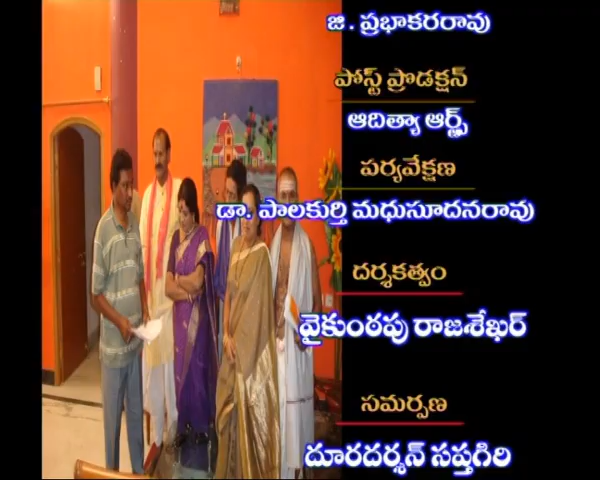 జి. ప్రభాకరరావు
పోస్ట్ ప్రొడక్షన్
ఆదిత్యా ఆర్ట్స్
పర్యవేక్షణ
డా. పాలకుర్తి మధుసూదనరావు
దర్శకత్వం
వైకుంఠపు రాజశేఖర్
సమర్పణ
దూరదర్శన్ సప్తగిరి